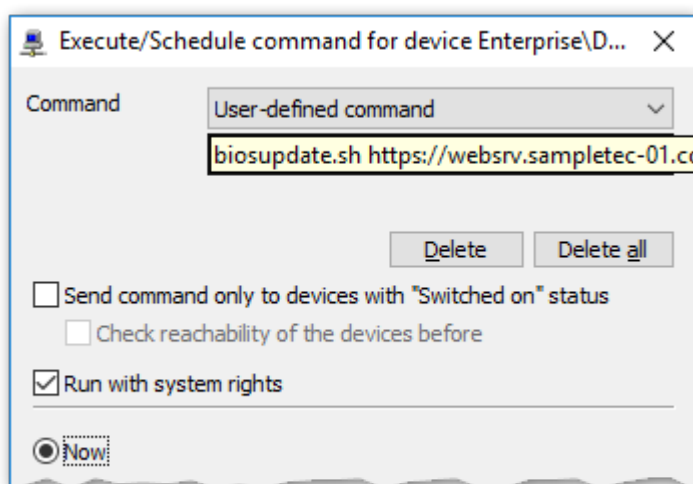 Execute/Schedule command for device Enterprise\D...
Command
User-defined command
biosupdate.sh https://websrv.sampletec-01.co
Delete
Delete all
Send command only to devices with "Switched on" status
Check reachability of the devices before
Run with system rights
Now